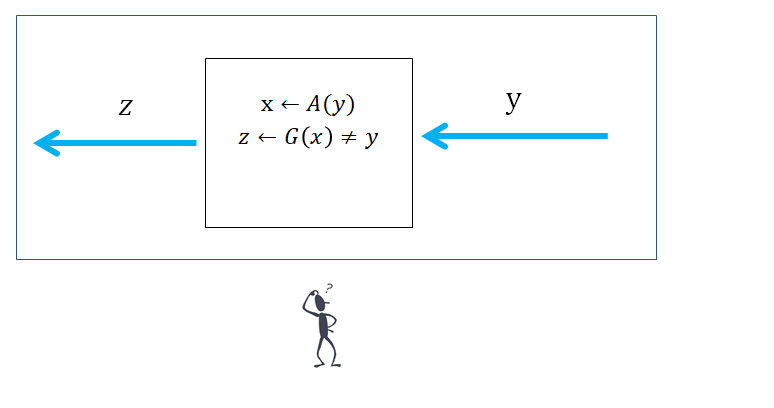 z
x ← A(y)
z ← G(x) ≠ y
y
?